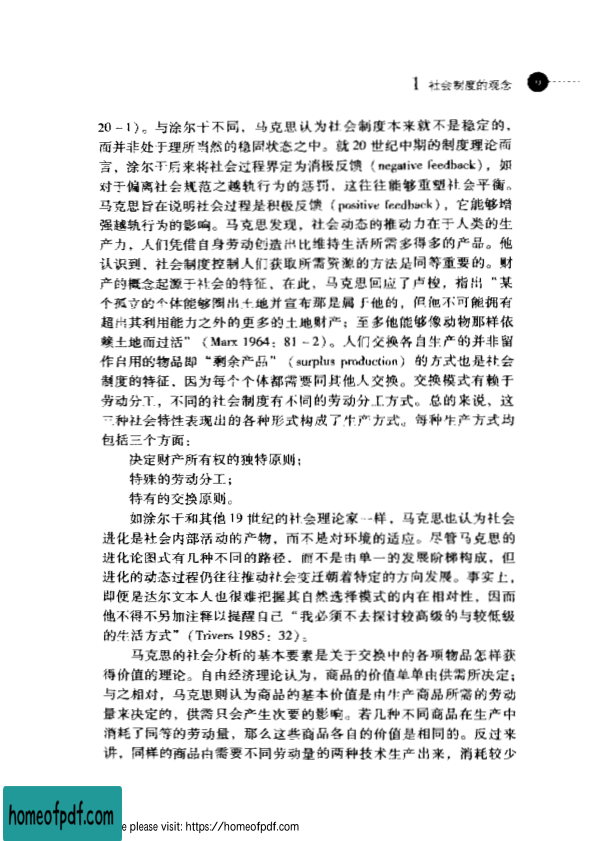 1 社会制度的观念 9
20－1）。与涂尔干不同，马克思认为社会制度本来就不是稳定的，
而并非处于理所当然的稳固状态之中。就 20 世纪中期的制度理论而
言，涂尔干后来将社会过程界定为消极反馈（negative feedback），如
对于偏离社会规范之越轨行为的惩罚，这往往能够重塑社会平衡。
马克思旨在说明社会过程是积极反馈（positive feedback），它能够增
强越轨行为的影响。马克思发现，社会动态的推动力在于人类的生
产力，人们凭借自身劳动创造出比维持生活所需多得多的产品。他
认识到，社会制度控制人们获取所需资源的方法是同等重要的。财
产的概念起源于社会的特征，在此，马克思回应了卢梭，指出“某
个孤立的个体能够圈出土地并宣布那是属于他的，但他不可能拥有
超出其利用能力之外的更多的土地财产；至多他能够像动物那样依
赖土地而过活”（Marx 1964：81－2）。人们交换各自生产的并非留
作自用的物品即“剩余产品”（surplus production）的方式也是社会
制度的特征，因为每个个体都需要同其他人交换。交换模式有赖于
劳动分工，不同的社会制度有不同的劳动分工方式。总的来说，这
三种社会特性表现出的各种形式构成了生产方式。每种生产方式均
包括三个方面：
决定财产所有权的独特原则；
特殊的劳动分工；
特有的交换原则。
如涂尔干和其他 19 世纪的社会理论家一样，马克思也认为社会
进化是社会内部活动的产物，而不是对环境的适应。尽管马克思的
进化论图式有几种不同的路径，而不是由单一的发展阶梯构成，但
进化的动态过程仍往往推动社会变迁朝着特定的方向发展。事实上，
即便是达尔文本人也很难把握其自然选择模式的内在相对性，因而
他不得不另加注释以提醒自己“我必须不去探讨较高级的与较低级
的生活方式”（Trivers 1985：32）。
马克思的社会分析的基本要素是关于交换中的各项物品怎样获
得价值的理论。自由经济理论认为，商品的价值单单由供需所决定；
与之相对，马克思则认为商品的基本价值是由生产商品所需的劳动
量来决定的，供需只会产生次要的影响。若几种不同商品在生产中
消耗了同等的劳动量，那么这些商品各自的价值是相同的。反过来
讲，同样的商品由需要不同劳动量的两种技术生产出来，消耗较少
homeofpdf.com
e please visit: https://homeofpdf.com